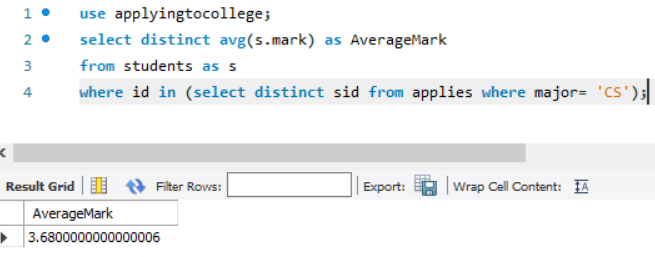 1 use applyingtocollege;
2 select distinct avg(s.mark) as AverageMark
3 from students as s
4 where id in (select distinct sid from applies where major= 'CS');
Result Grid Filter Rows: Export: Wrap Cell Content: IA
AverageMark
3.6800000000000006